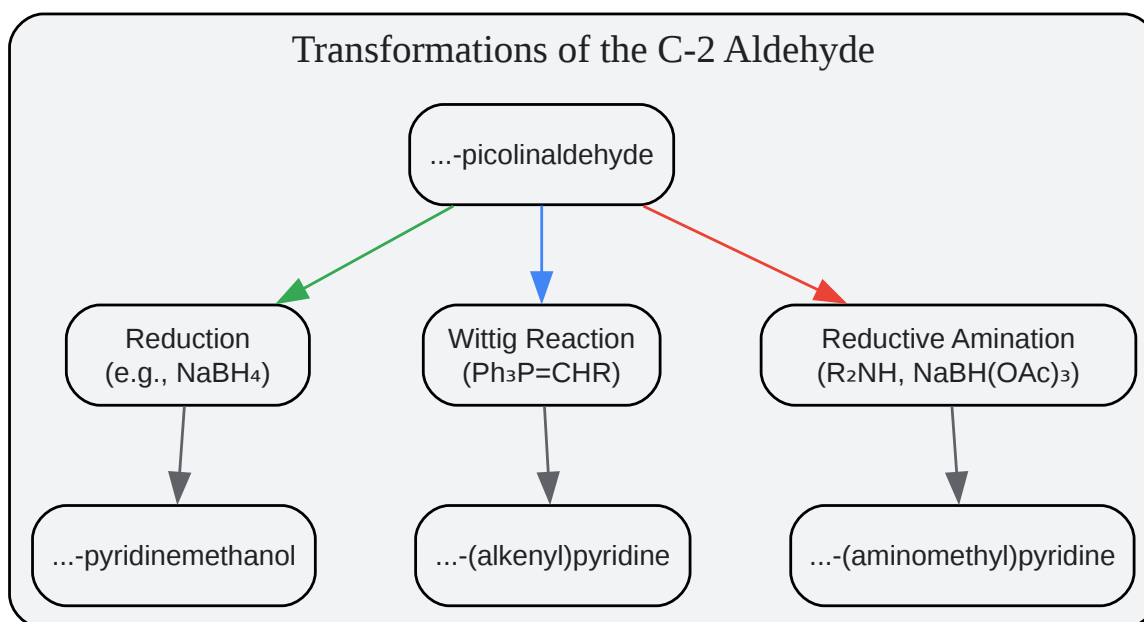 Transformations of the C-2 Aldehyde
...-picolinaldehyde
Reduction
(e.g., NaBH₄)
Wittig Reaction
(Ph₃P=CHR)
Reductive Amination
(R₂NH, NaBH(OAc)₃)
...-pyridinemethanol
...-(alkenyl)pyridine
...-(aminomethyl)pyridine